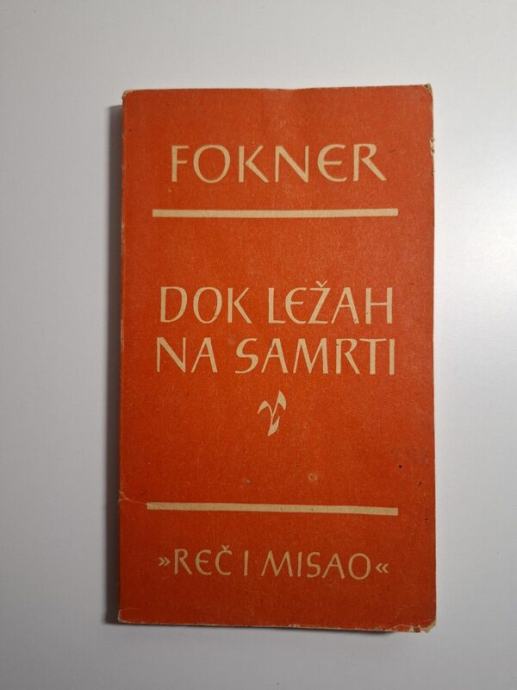 FOKNER
DOK LEŽAH
NA SAMRTI
»REČ I MISAO«